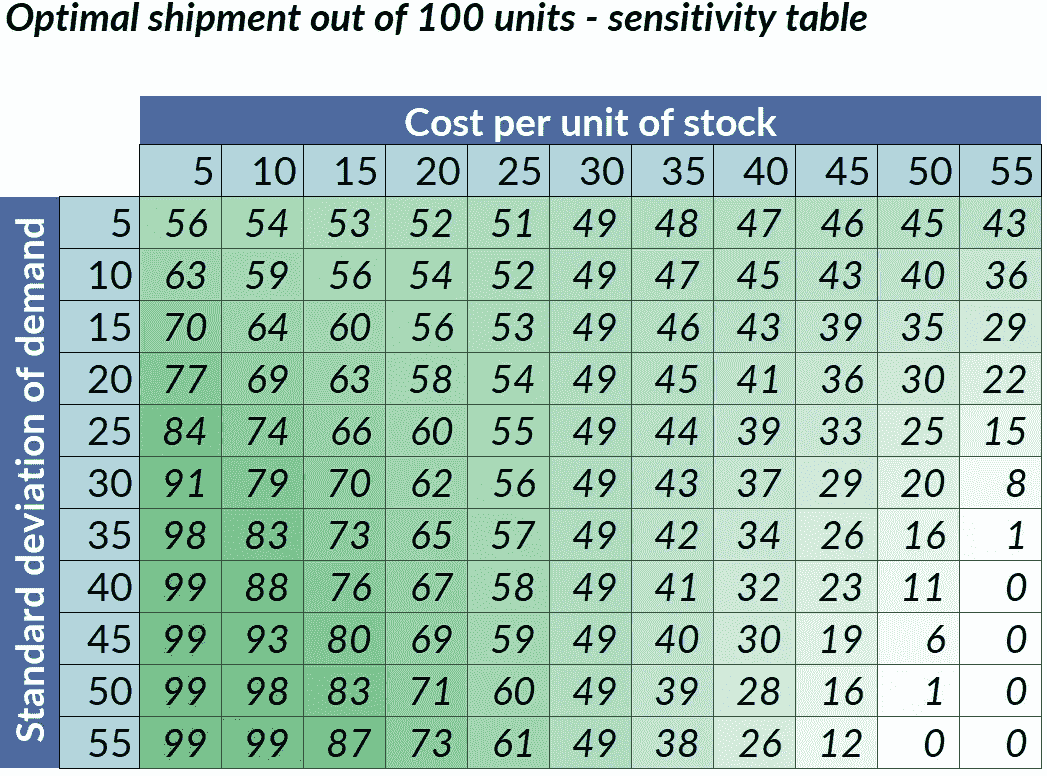 Optimal shipment out of 100 units - sensitivity table
Cost per unit of stock
5 10 15 20 25 30 35 40 45 50 55
Standard deviation of demand
5 56 54 53 52 51 49 48 47 46 45 43
10 63 59 56 54 52 49 47 45 43 40 36
15 70 64 60 56 53 49 46 43 39 35 29
20 77 69 63 58 54 49 45 41 36 30 22
25 84 74 66 60 55 49 44 39 33 25 15
30 91 79 70 62 56 49 43 37 29 20 8
35 98 83 73 65 57 49 42 34 26 16 1
40 99 88 76 67 58 49 41 32 23 11 0
45 99 93 80 69 59 49 40 30 19 6 0
50 99 98 83 71 60 49 39 28 16 1 0
55 99 99 87 73 61 49 38 26 12 0 0